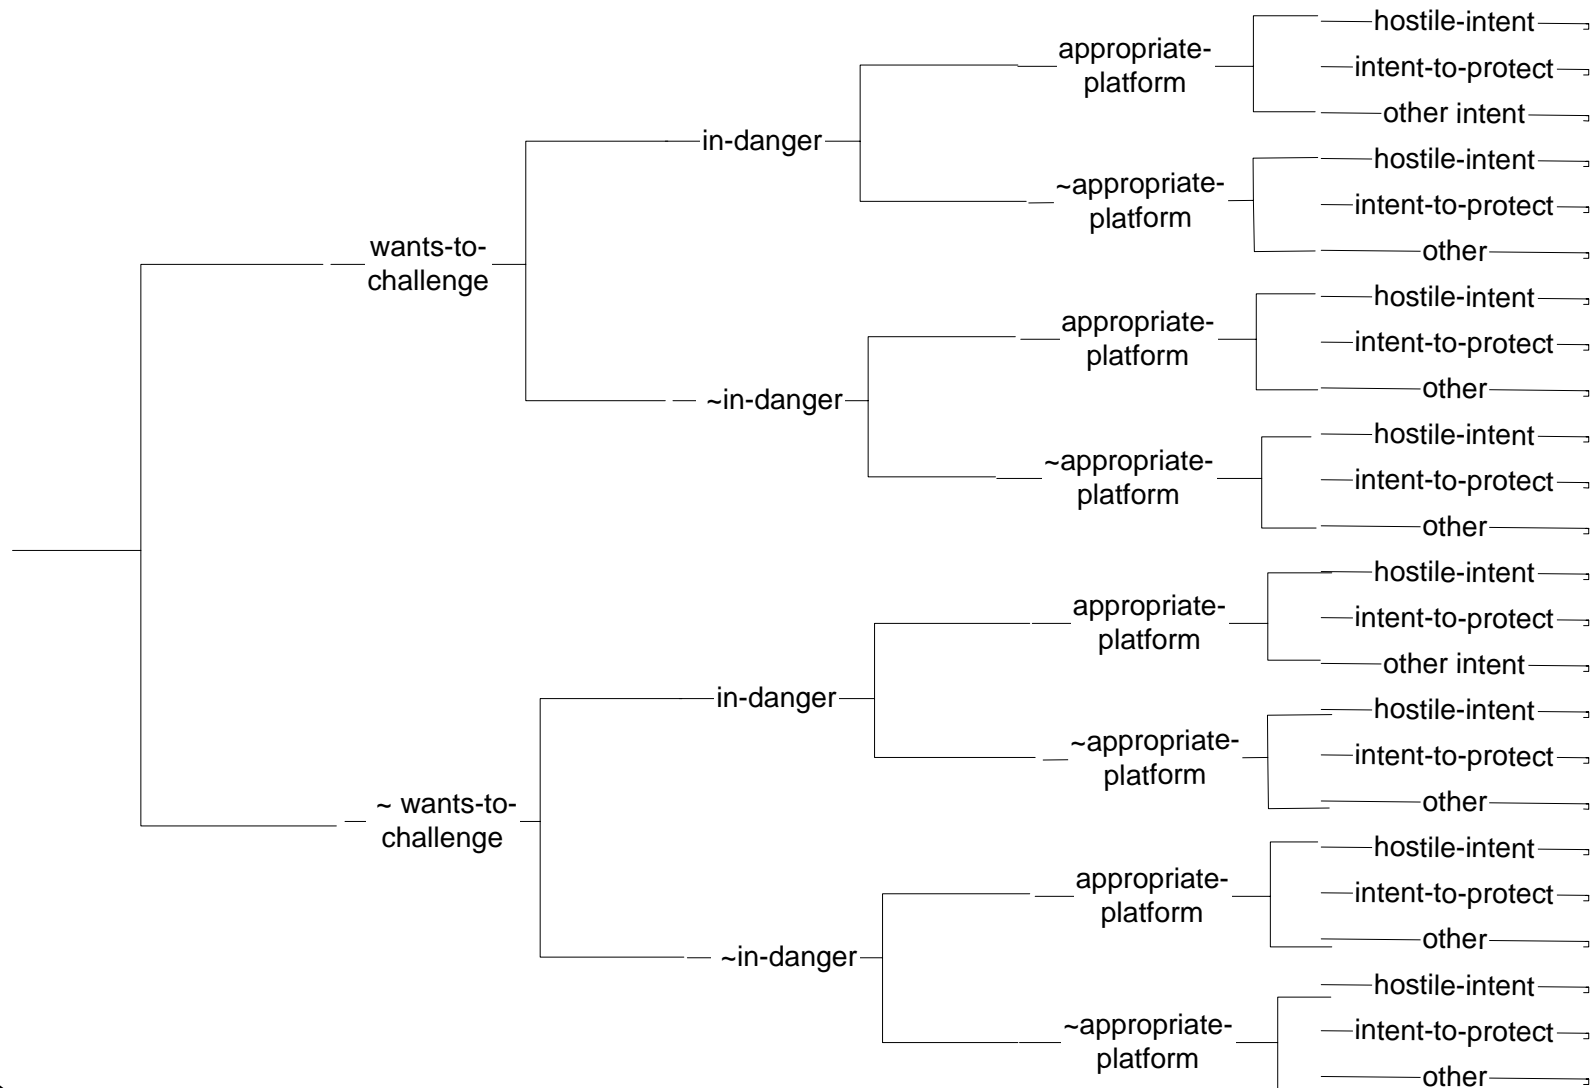 hostile-intent
appropriate-
platform
intent-to-protect
other intent
in-danger
hostile-intent
~appropriate-
platform
intent-to-protect
other
wants-to-
challenge
hostile-intent
appropriate-
platform
intent-to-protect
other
~in-danger
hostile-intent
~appropriate-
platform
intent-to-protect
other
hostile-intent
appropriate-
platform
intent-to-protect
other intent
in-danger
hostile-intent
~appropriate-
platform
intent-to-protect
other
~ wants-to-
challenge
hostile-intent
appropriate-
platform
intent-to-protect
other
~in-danger
hostile-intent
~appropriate-
platform
intent-to-protect
other